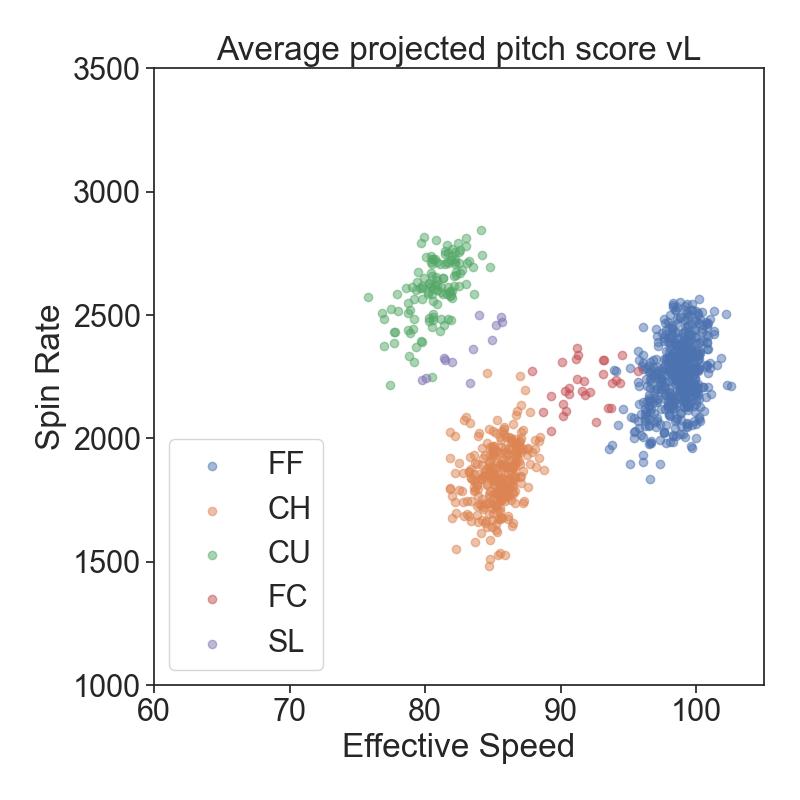 Average projected pitch score vL
3500
3000
2500
2000
1500
1000
Spin Rate
FF
CH
CU
FC
SL
60 70 80 90 100
Effective Speed